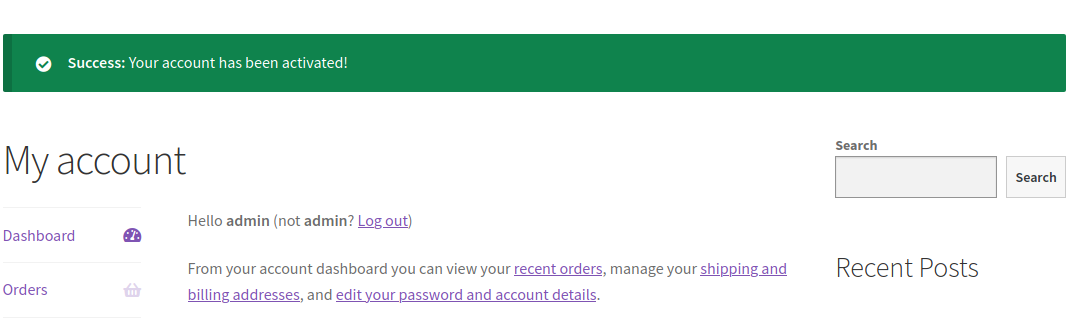 Success: Your account has been activated!
My account
Dashboard
Orders
Hello admin (not admin? Log out)
From your account dashboard you can view your recent orders, manage your shipping and
billing addresses, and edit your password and account details.
Search
Search
Recent Posts